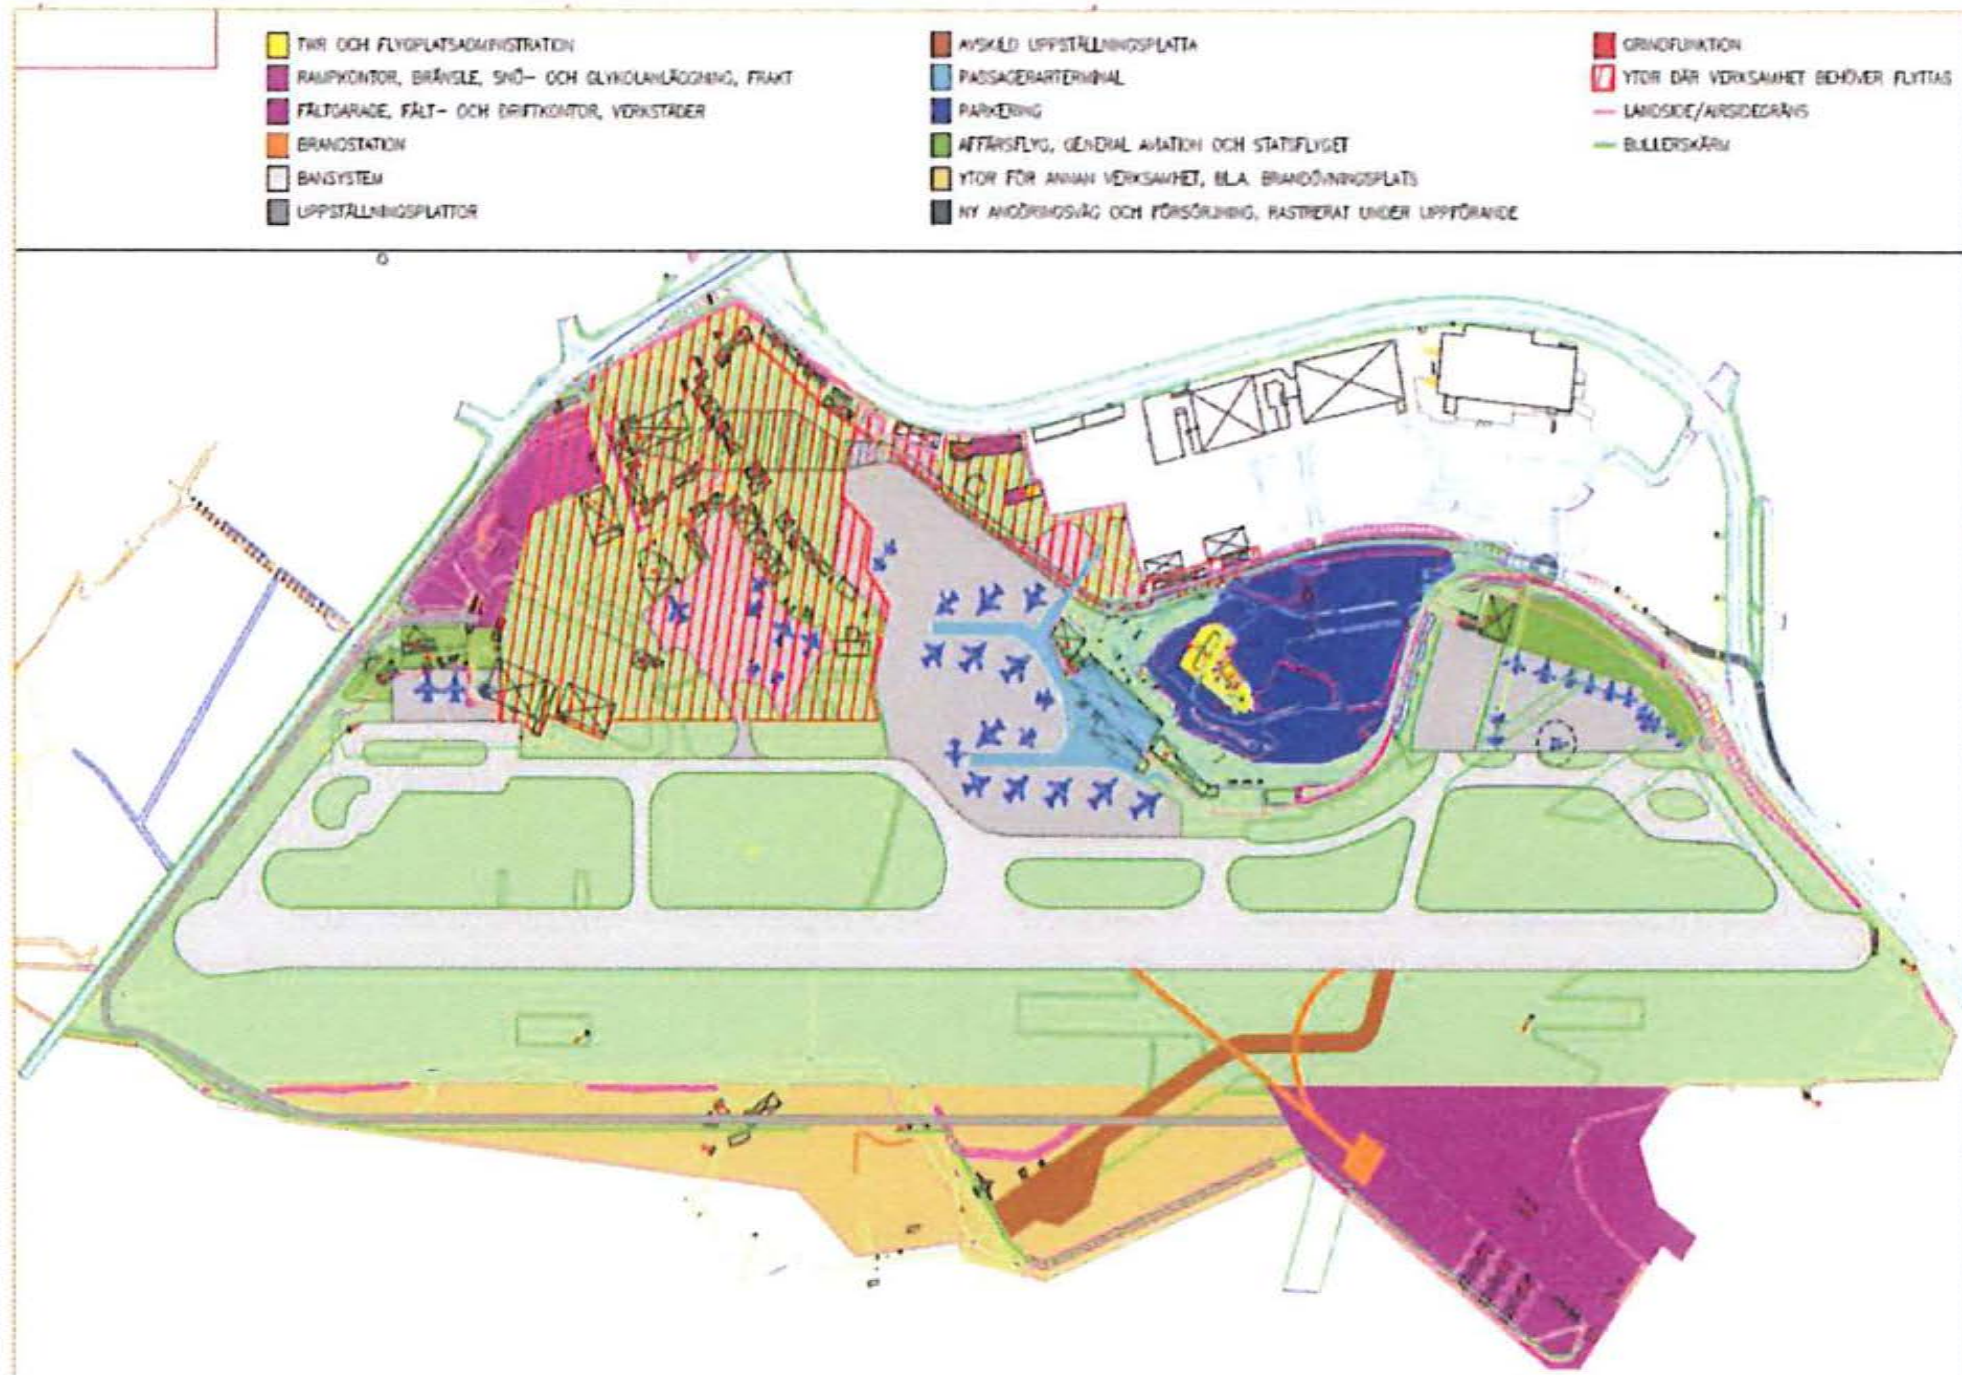 TWR OCH FLYGPLATSADMINISTRATION
RAMPKONTOR, BRÄNSLE, SNÖ- OCH GLYKOLANLÄGGNING, FRAKT
FÄLTGARAGE, FÄLT- OCH DRIFTKONTOR, VERKSTÄDER
BRANDSTATION
BANSYSTEM
UPPSTÄLLNINGSPLATTOR
AVSKILD UPPSTÄLLNINGSPLATTA
PASSAGERARTERMINAL
PARKERING
AFFÄRSFLYG, GENERAL AVIATION OCH STATSFLYGET
YTOR FÖR ANNAN VERKSAMHET, BL.A. BRANDÖVNINGSPLATS
NY ANGÖRINGSVÄG OCH FÖRSÖRJNING, RASTRERAT UNDER UPPFÖRANDE
GRINDFUNKTION
YTOR DÄR VERKSAMHET BEHÖVER FLYTTAS
LANDSIDE/AIRSIDEGRÄNS
BULLERSKÄRM